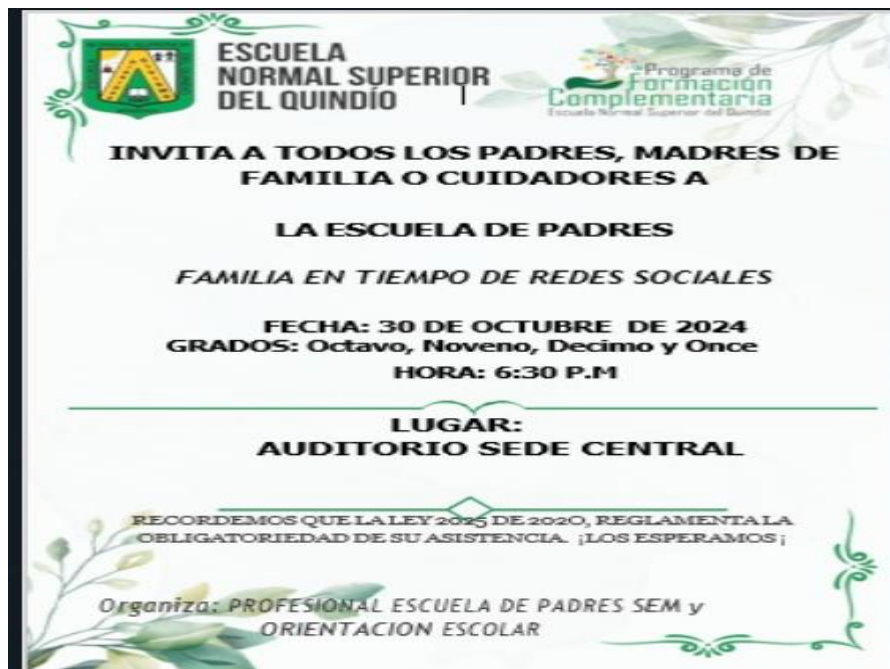 ESCUELA
NORMAL SUPERIOR
DEL QUINDÍO
Programa de
Formación
Complementaria
Escuela Normal Superior del Quindío
INVITA A TODOS LOS PADRES, MADRES DE
FAMILIA O CUIDADORES A
LA ESCUELA DE PADRES
FAMILIA EN TIEMPO DE REDES SOCIALES
FECHA: 30 DE OCTUBRE DE 2024
GRADOS: Octavo, Noveno, Decimo y Once
HORA: 6:30 P.M
LUGAR:
AUDITORIO SEDE CENTRAL
RECORDEMOS QUE LA LEY 2025 DE 2020, REGLAMENTA LA
OBLIGATORIEDAD DE SU ASISTENCIA. ¡LOS ESPERAMOS ¡
Organiza: PROFESIONAL ESCUELA DE PADRES SEM y
ORIENTACION ESCOLAR